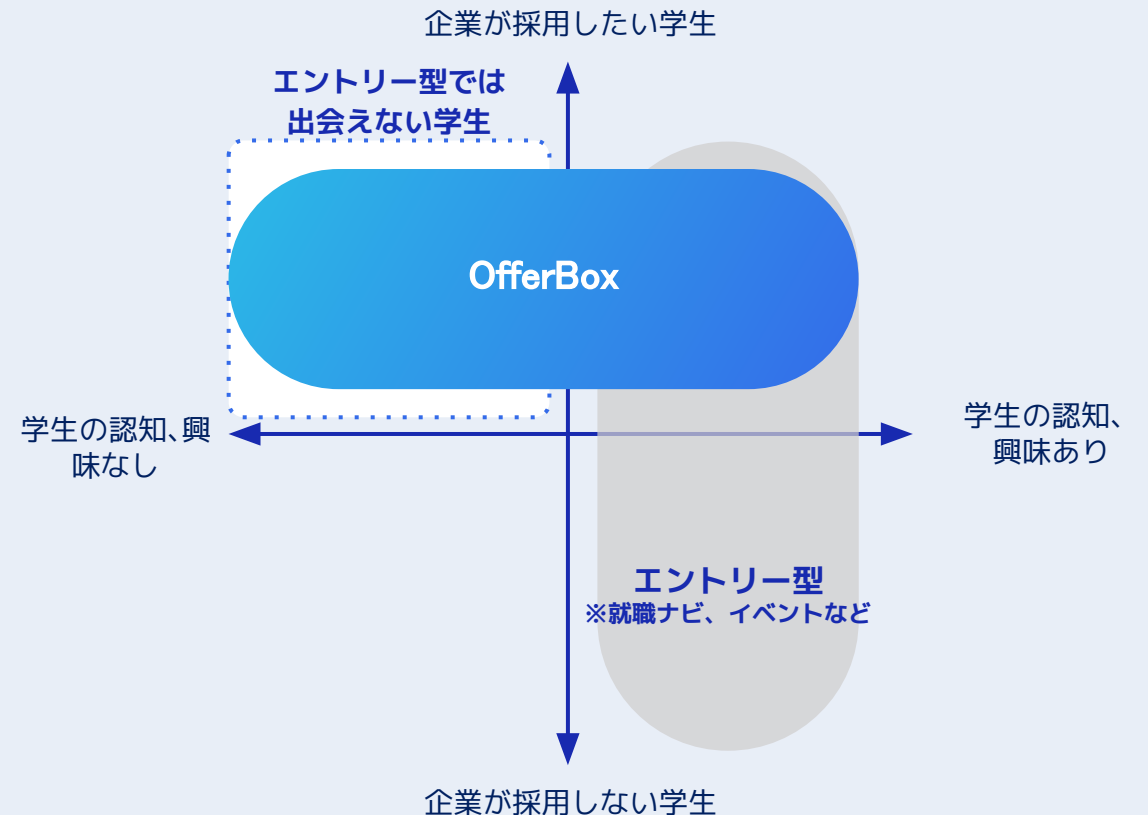 企業が採用したい学生
エントリー型では
出会えない学生
OfferBox
学生の認知、興
味なし
学生の認知、
興味あり
エントリー型
※就職ナビ、イベントなど
企業が採用しない学生